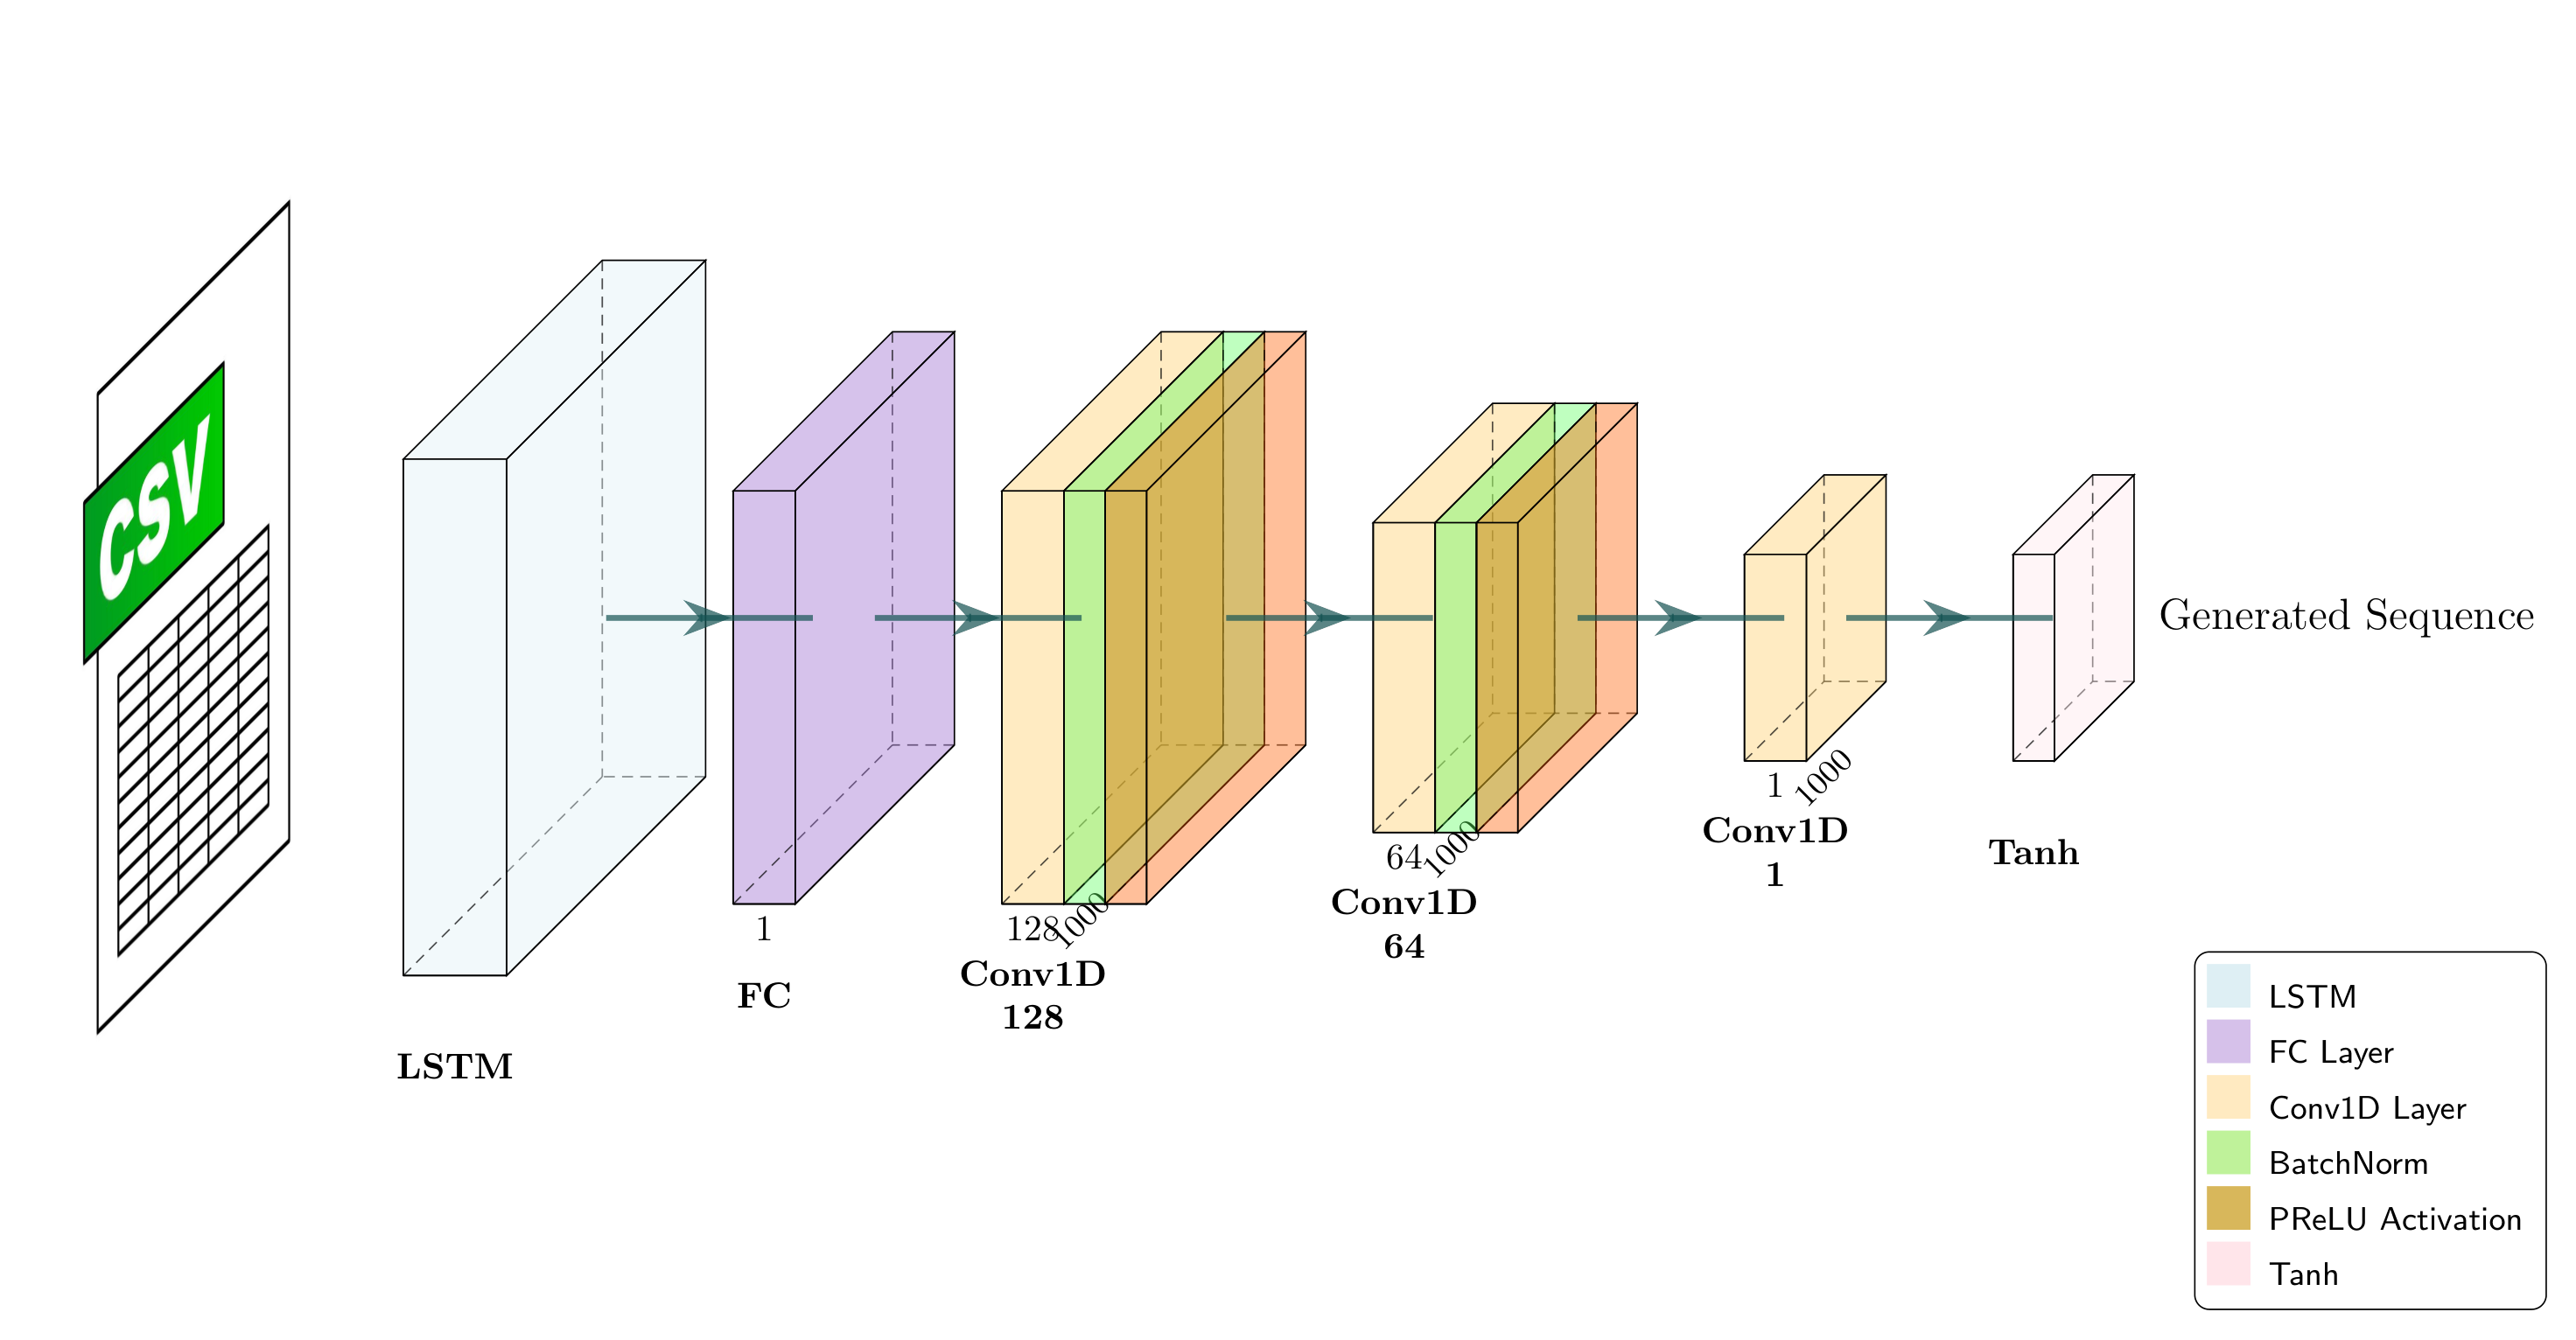 CSV
LSTM
1
FC
128
1000
Conv1D
128
64
1000
Conv1D
64
1
1000
Conv1D
1
Tanh
Generated Sequence
LSTM
FC Layer
Conv1D Layer
BatchNorm
PReLU Activation
Tanh